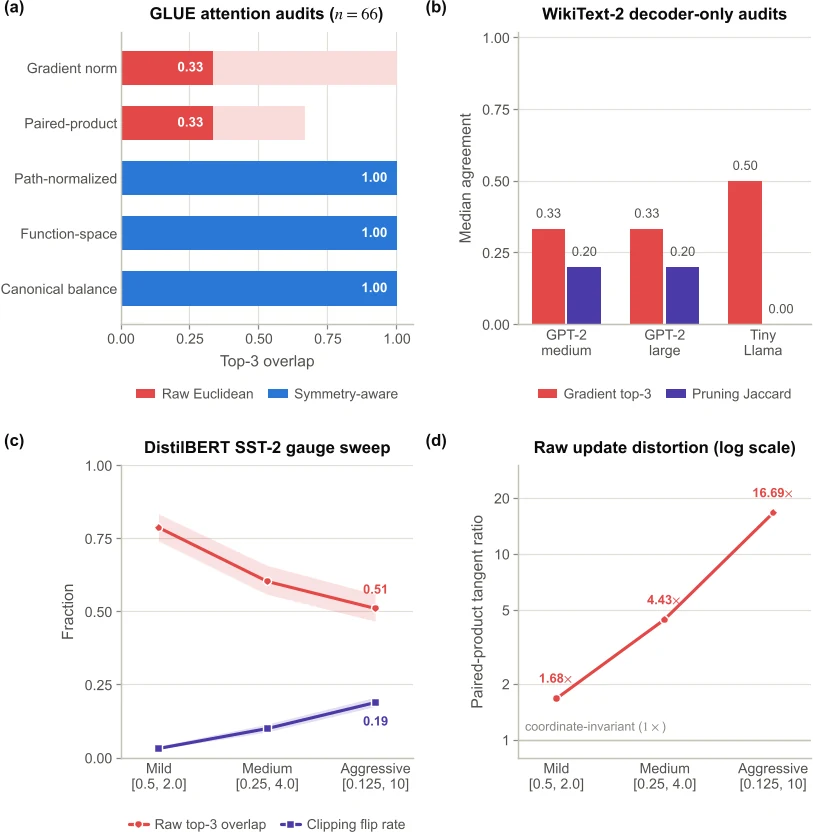 (a)
GLUE attention audits (n = 66)
Gradient norm
0.33
Paired-product
0.33
Path-normalized
1.00
Function-space
1.00
Canonical balance
1.00
0.00 0.25 0.50 0.75 1.00
Top-3 overlap
Raw Euclidean Symmetry-aware
(b)
WikiText-2 decoder-only audits
Median agreement
1.00
0.75
0.50
0.25
0.00
0.33
0.20
0.33
0.20
0.50
0.00
GPT-2
medium
GPT-2
large
Tiny
Llama
Gradient top-3 Pruning Jaccard
(c)
DistilBERT SST-2 gauge sweep
Fraction
1.00
0.75
0.50
0.25
0.00
0.51
0.19
Mild
[0.5, 2.0]
Medium
[0.25, 4.0]
Aggressive
[0.125, 10]
Raw top-3 overlap Clipping flip rate
(d)
Raw update distortion (log scale)
Paired-product tangent ratio
20
10
5
2
1
1.68×
4.43×
16.69×
coordinate-invariant (1 ×)
Mild
[0.5, 2.0]
Medium
[0.25, 4.0]
Aggressive
[0.125, 10]